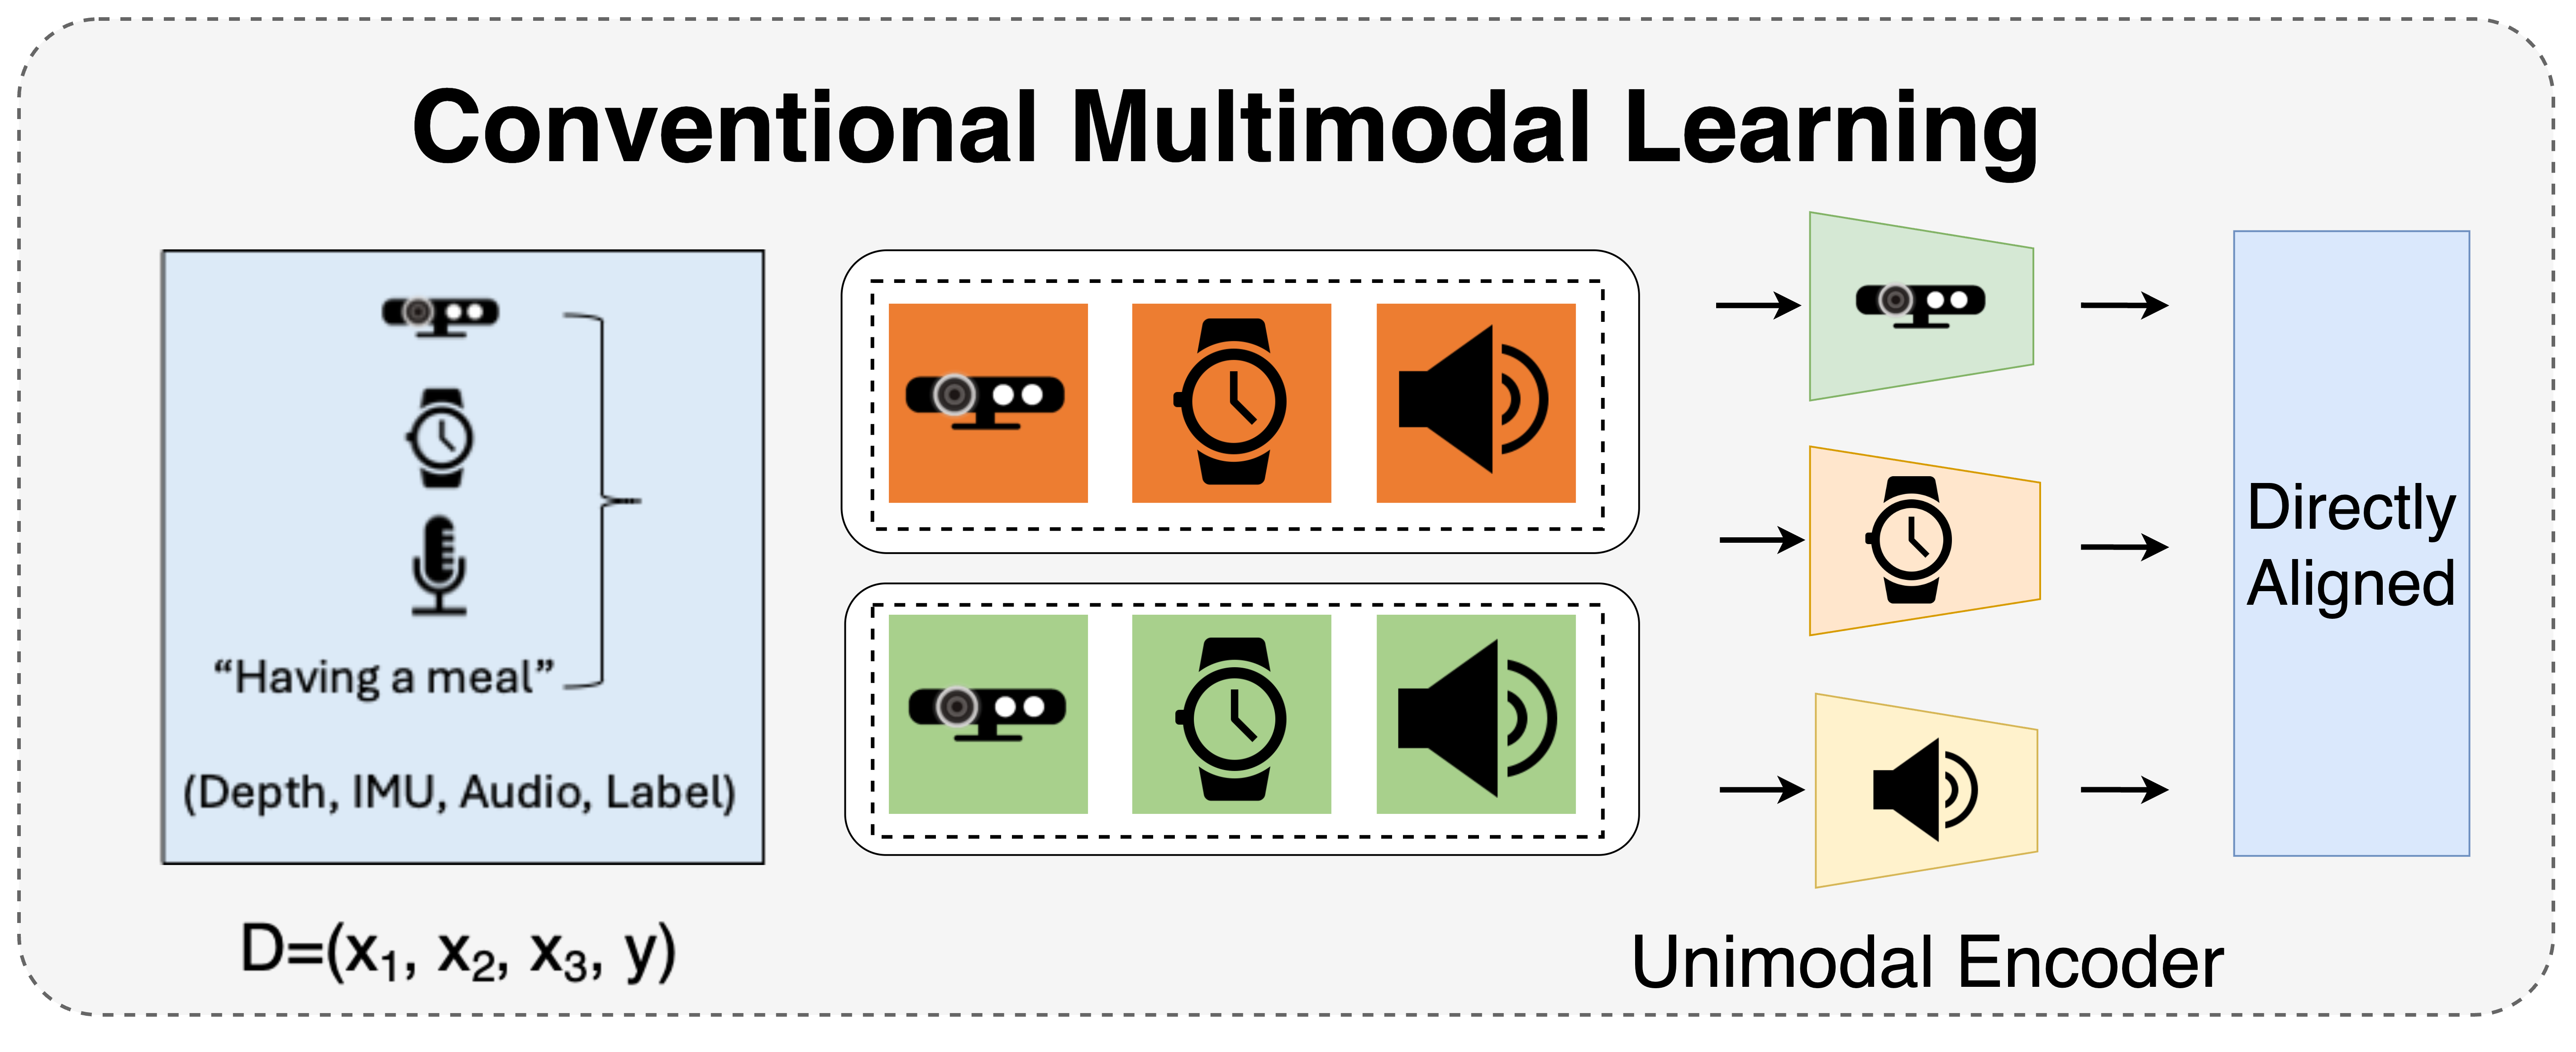 Conventional Multimodal Learning
“Having a meal”
(Depth, IMU, Audio, Label)
D=(x₁, x₂, x₃, y)
Directly
Aligned
Unimodal Encoder